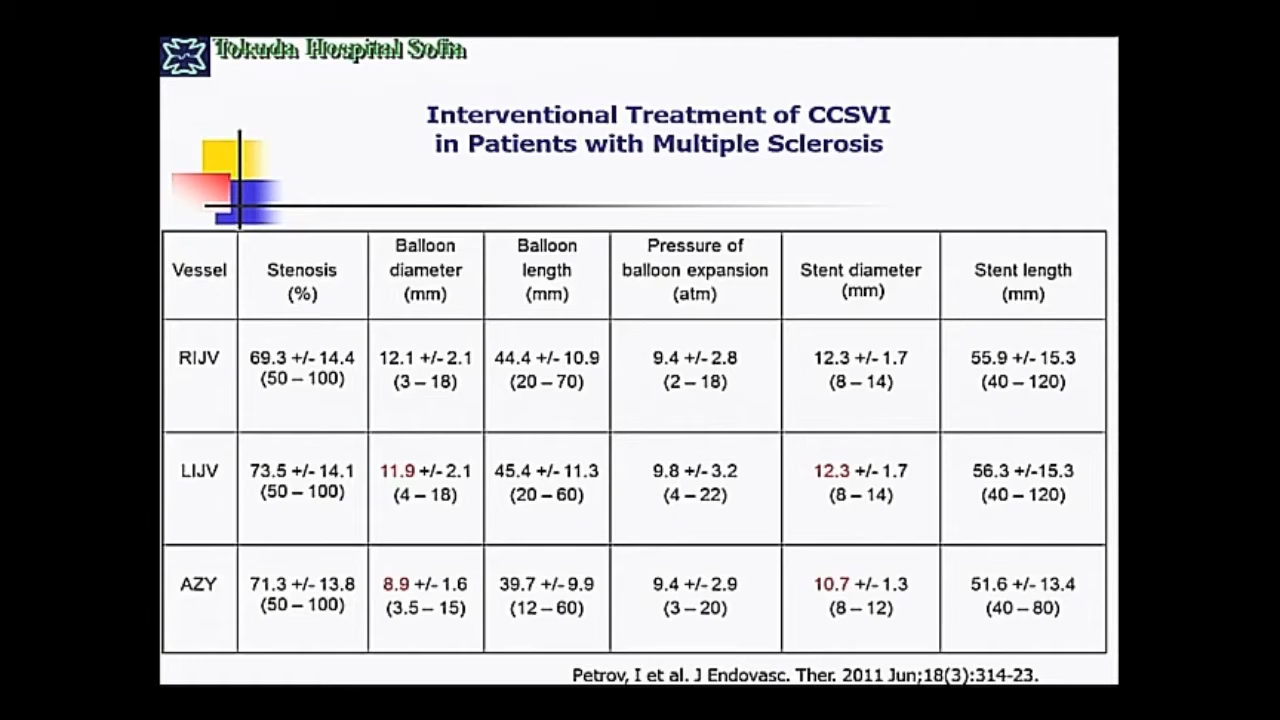 Tokuda Hospital Sofia
Interventional Treatment of CCSVI
in Patients with Multiple Sclerosis
Vessel Stenosis (%) Balloon diameter (mm) Balloon length (mm) Pressure of balloon expansion (atm) Stent diameter (mm) Stent length (mm)
RIJV 69.3 +/- 14.4 12.1 +/- 2.1 44.4 +/- 10.9 9.4 +/- 2.8 12.3 +/- 1.7 55.9 +/- 15.3
(50 – 100) (3 – 18) (20 – 70) (2 – 18) (8 – 14) (40 – 120)
LIJV 73.5 +/- 14.1 11.9 +/- 2.1 45.4 +/- 11.3 9.8 +/- 3.2 12.3 +/- 1.7 56.3 +/-15.3
(50 – 100) (4 – 18) (20 – 60) (4 – 22) (8 – 14) (40 – 120)
AZY 71.3 +/- 13.8 8.9 +/- 1.6 39.7 +/- 9.9 9.4 +/- 2.9 10.7 +/- 1.3 51.6 +/- 13.4
(50 – 100) (3.5 – 15) (12 – 60) (3 – 20) (8 – 12) (40 – 80)
Petrov, I et al. J Endovasc. Ther. 2011 Jun;18(3):314-23.